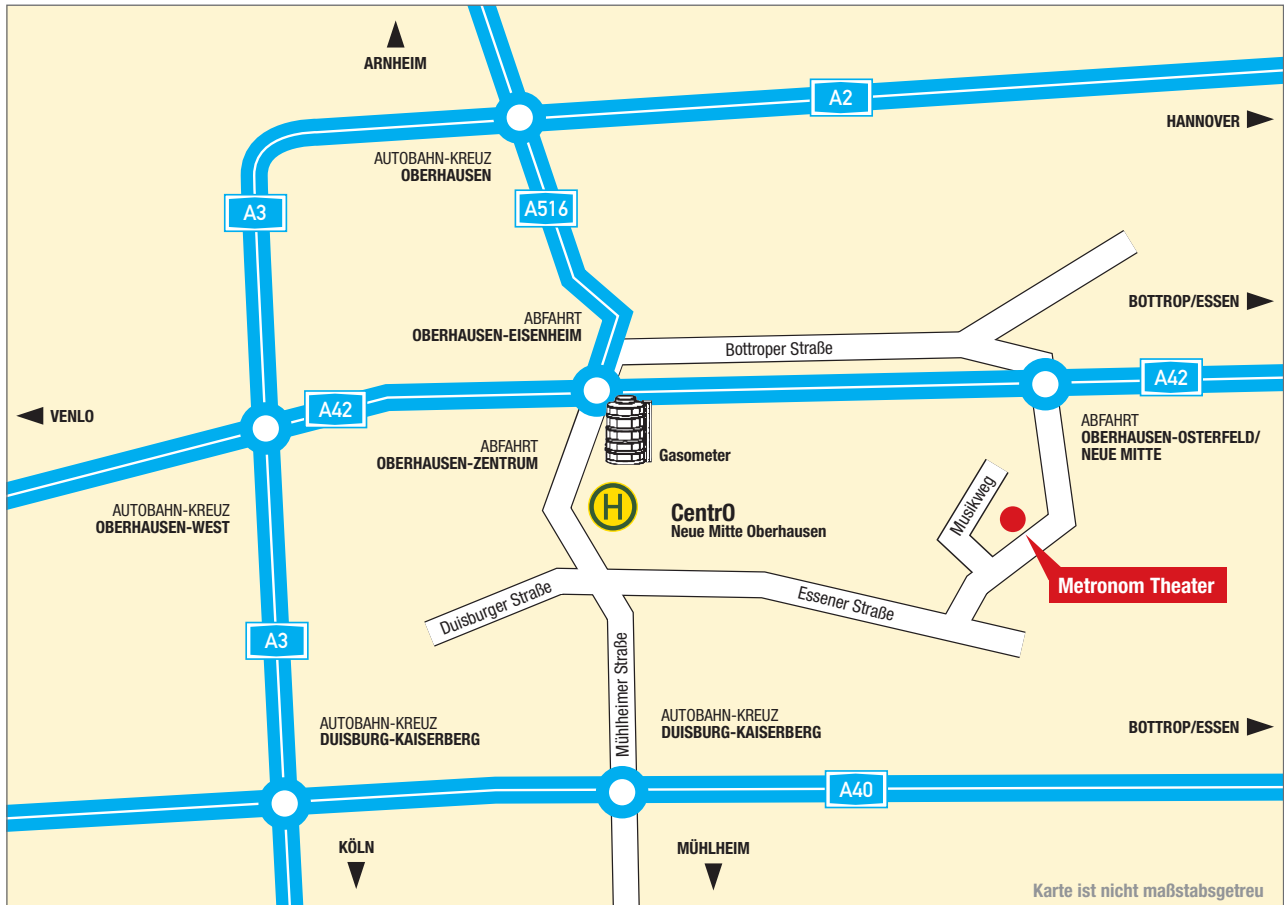 ARNHEIM
A2
HANNOVER
AUTOBAHN-KREUZ
OBERHAUSEN
A3
A516
BOTTROP/ESSEN
ABFAHRT
OBERHAUSEN-EISENHEIM
Bottroper Straße
A42
A42
VENLO
ABFAHRT
OBERHAUSEN-OSTERFELD/
NEUE MITTE
ABFAHRT
OBERHAUSEN-ZENTRUM
Gasometer
AUTOBAHN-KREUZ
OBERHAUSEN-WEST
H
CentrO
Neue Mitte Oberhausen
Musikweg
Metronom Theater
Duisburger Straße
Essener Straße
A3
Mühlheimer Straße
AUTOBAHN-KREUZ
DUISBURG-KAISERBERG
AUTOBAHN-KREUZ
DUISBURG-KAISERBERG
BOTTROP/ESSEN
A40
KÖLN
MÜHLHEIM
Karte ist nicht maßstabsgetreu